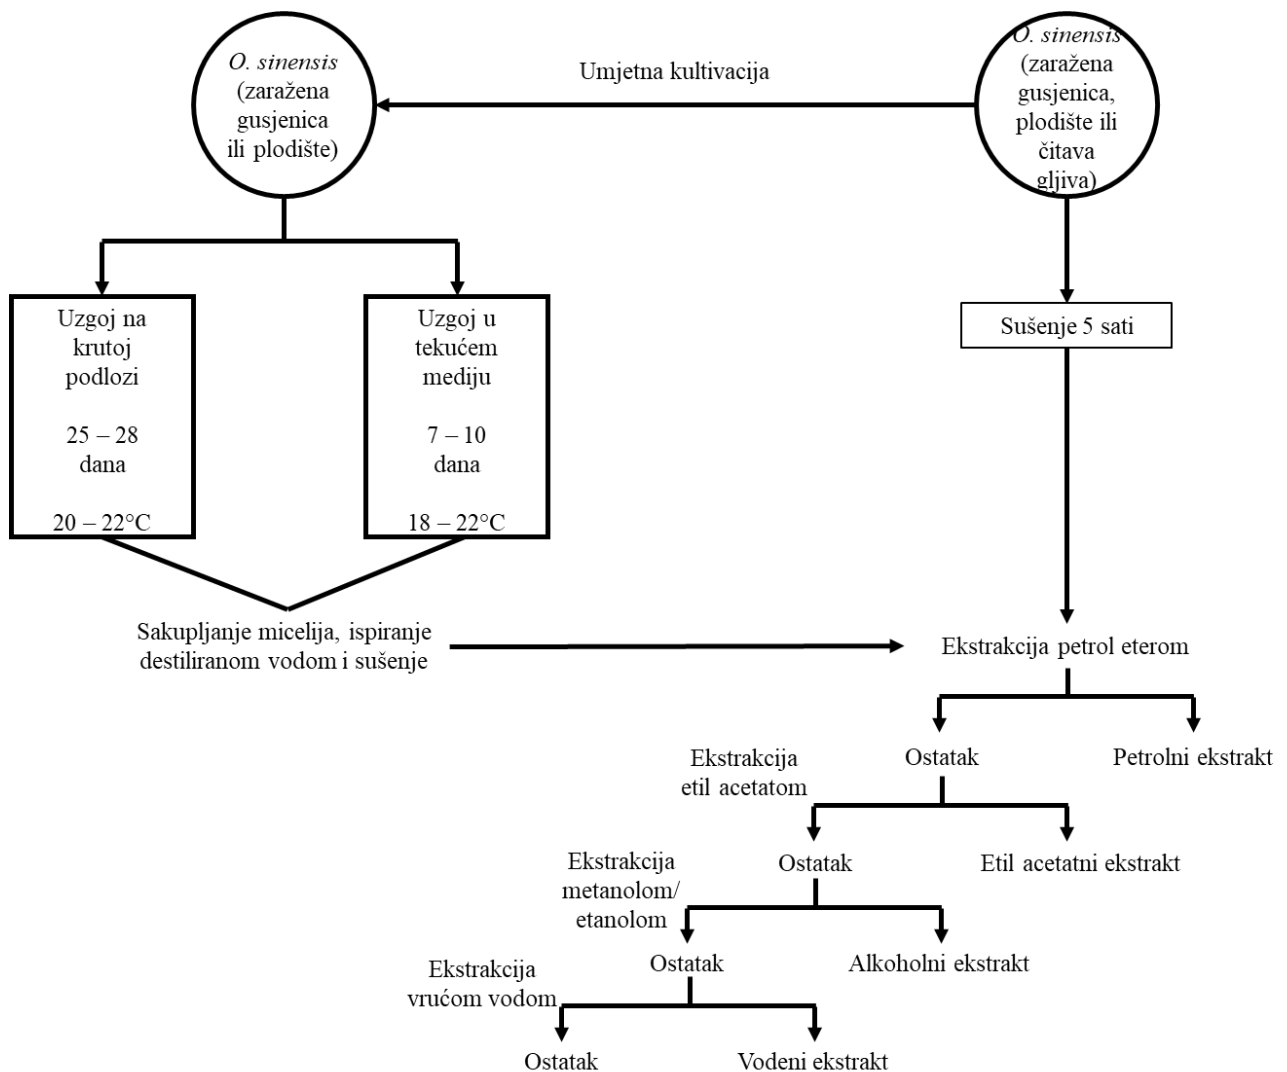 O. sinensis
(zaražena
gusjenica
ili plodište)
Umjetna kultivacija
O. sinensis
(zaražena
gusjenica,
plodište ili
čitava
gljiva)
Uzgoj na
krutoj
podlozi
25 – 28
dana
20 – 22°C
Uzgoj u
tekućem
mediju
7 – 10
dana
18 – 22°C
Sušenje 5 sati
Sakupljanje micelija, ispiranje
destiliranom vodom i sušenje
Ekstrakcija petrol eterom
Ekstrakcija
etil acetatom
Ostatak
Petrolni ekstrakt
Ekstrakcija
metanolom/
etanolom
Ostatak
Etil acetatni ekstrakt
Ekstrakcija
vrućom vodom
Ostatak
Alkoholni ekstrakt
Ostatak
Vodeni ekstrakt